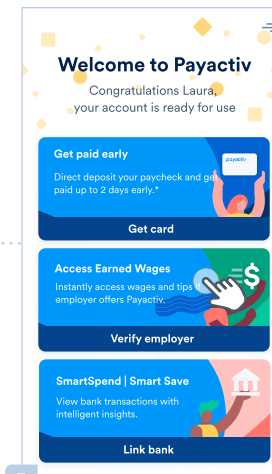 Welcome to Payactiv
Congratulations Laura,
your account is ready for use
Get paid early
payactiv
Direct deposit your paycheck and get
paid up to 2 days early.*
Get card
Access Earned Wages
Instantly access wages and tips if
employer offers Payactiv.
$
Verify employer
SmartSpend | Smart Save
View bank transactions with
intelligent insights.
Link bank